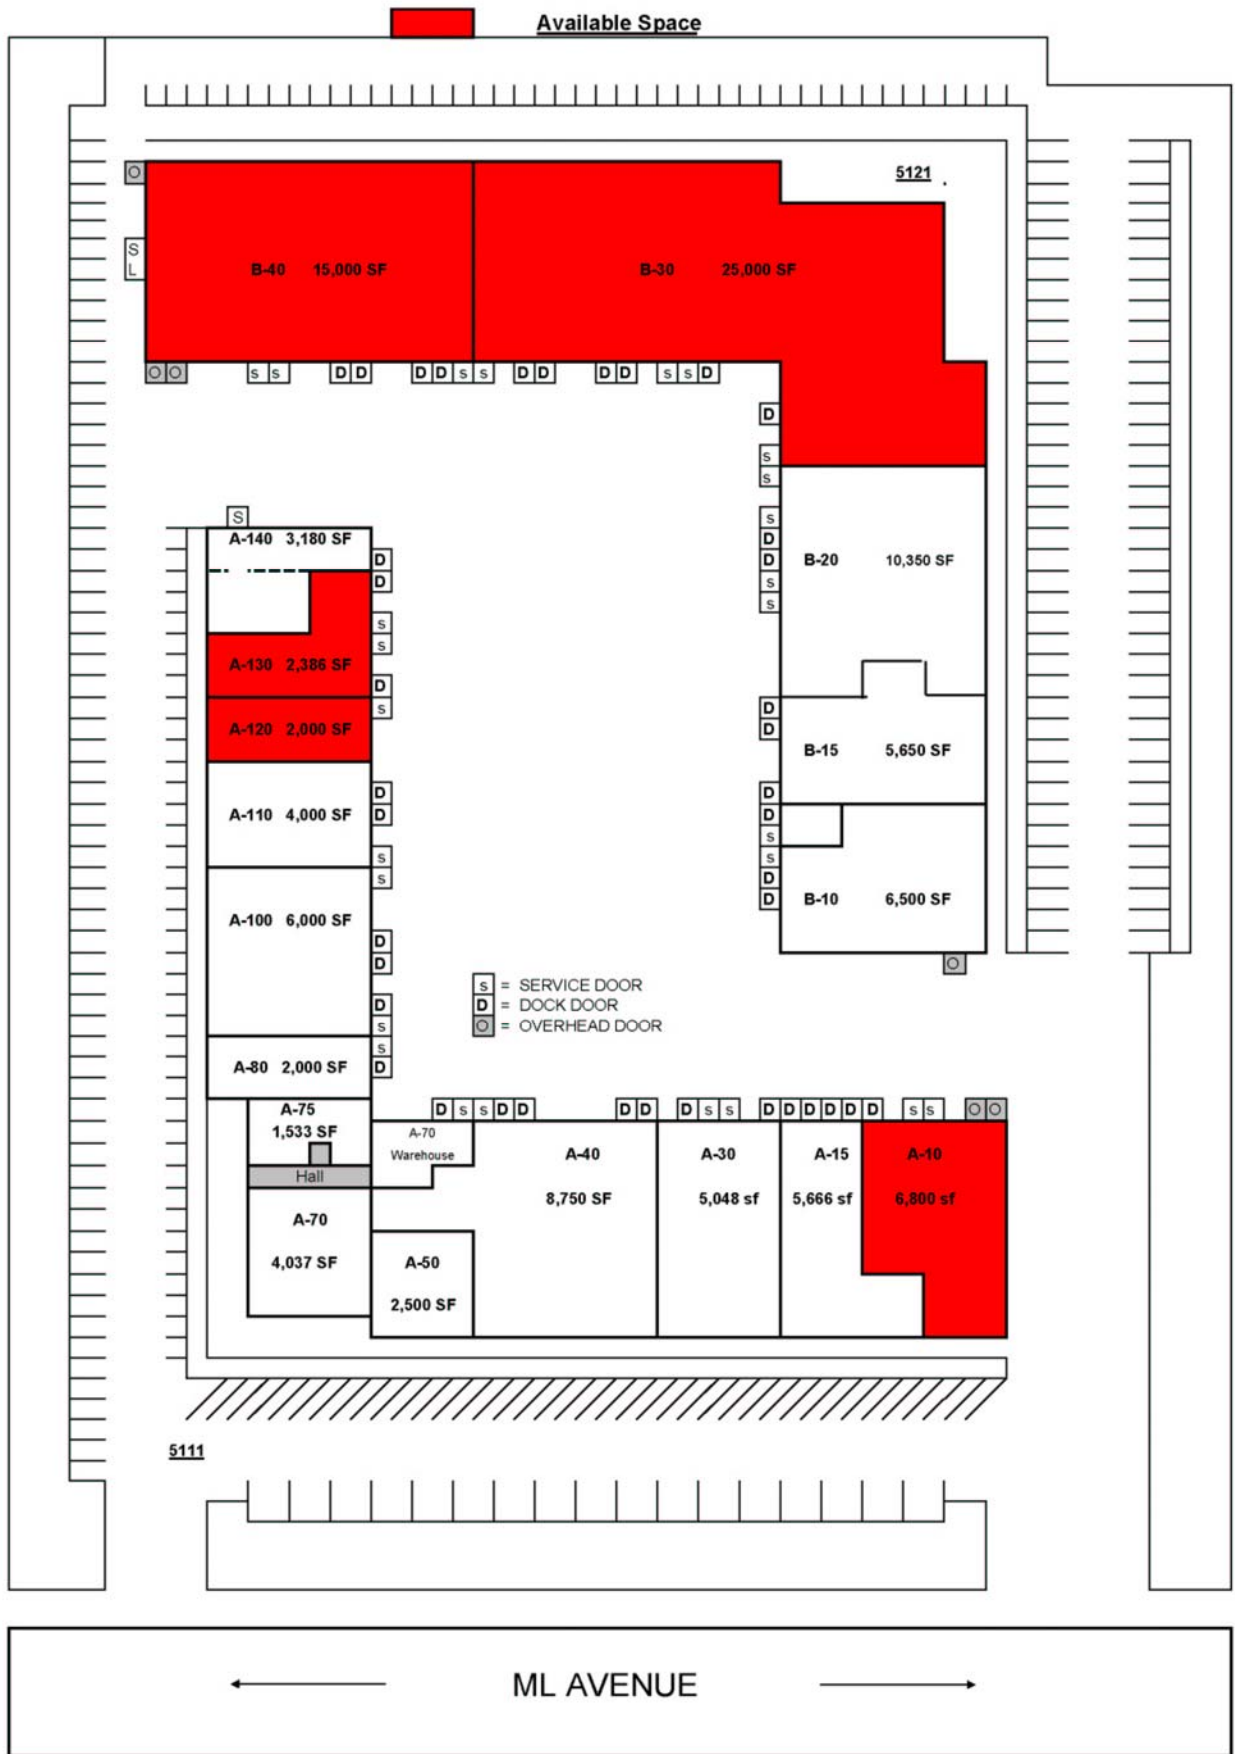 Available Space
5121
O
S
L
B-40 15,000 SF
B-30 25,000 SF
O O s s D D D D s s D D D D s s D
D
s
s
s
D
D
s
s
B-20 10,350 SF
S
A-140 3,180 SF
D
D
s
s
A-130 2,386 SF
D
s
A-120 2,000 SF
D
D
B-15 5,650 SF
A-110 4,000 SF
D
D
s
s
D
D
s
s
D
D
B-10 6,500 SF
O
A-100 6,000 SF
D
D
D
s
s = SERVICE DOOR
D = DOCK DOOR
O = OVERHEAD DOOR
A-80 2,000 SF
s
D
D s s D D D D D s s D D D D D D s s O O
A-75
1,533 SF
Hall
A-70
Warehouse
A-40
8,750 SF
A-30
5,048 sf
A-15
5,666 sf
A-10
6,800 sf
A-70
4,037 SF
A-50
2,500 SF
5111
ML AVENUE